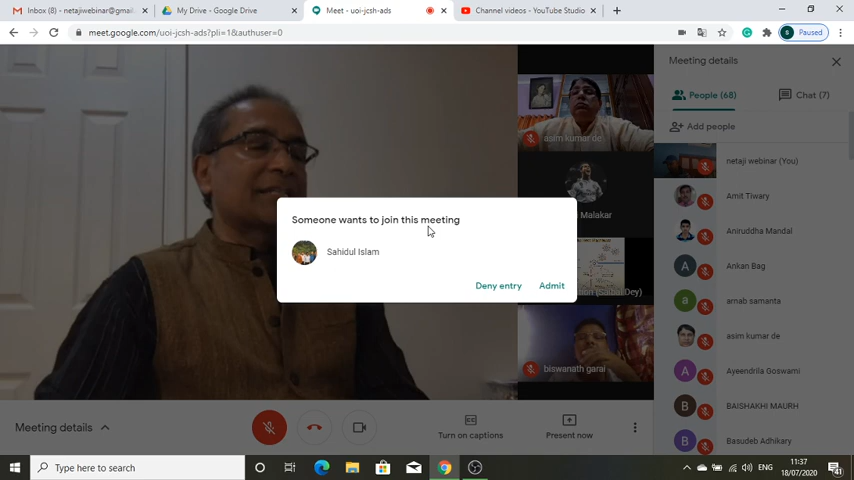 Inbox (8) - netajiwebinar@gmail.
My Drive - Google Drive
Meet - uoi-jcsh-ads
Channel videos - YouTube Studio
meet.google.com/uoi-jcsh-ads?pli=1&authuser=0
S Paused
Meeting details
People (68)
Chat (7)
Add people
netaji webinar (You)
Amit Tiwary
Aniruddha Mandal
A Ankan Bag
a arnab samanta
asim kumar de
A Ayeendrila Goswami
B BAISHAKHI MAURH
B Basudeb Adhikary
asim kumar de
Malakar
Dey)
biswanath garai
Someone wants to join this meeting
Sahidul Islam
Deny entry
Admit
Meeting details
Turn on captions
Present now
Type here to search
ENG
11:37
18/07/2020
41